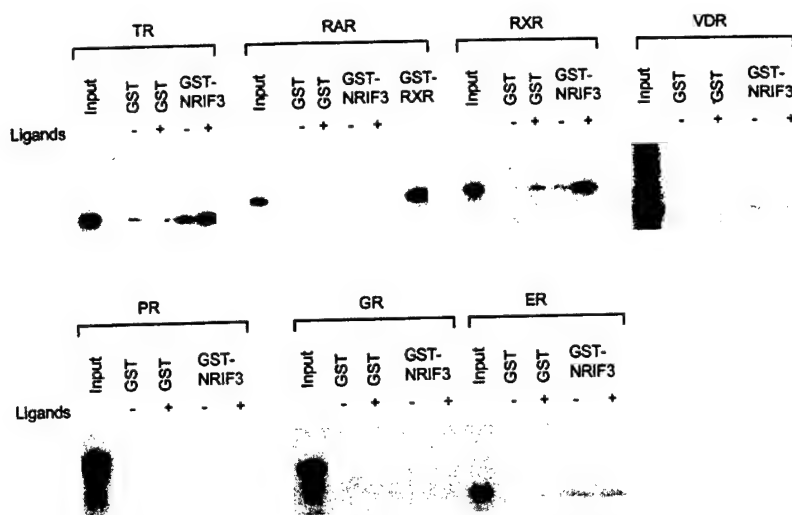 TR RAR RXR VDR
Input GST GST GST-NRIF3 Input GST GST GST-NRIF3 GST-RXR Input GST GST GST-NRIF3 Input GST GST GST-NRIF3
Ligands - + - + - + - + - + - + - + - +
PR GR ER
Input GST GST GST-NRIF3 Input GST GST GST-NRIF3 Input GST GST GST-NRIF3
Ligands - + - + - + - + - + - +